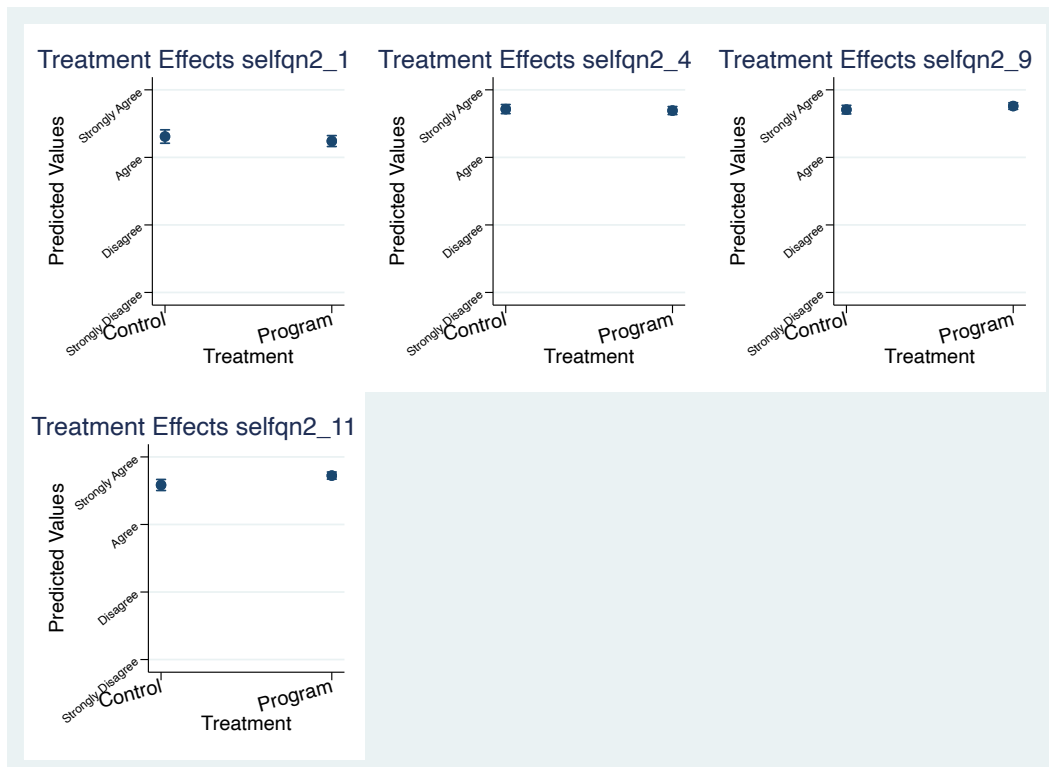 Treatment Effects selfqn2_1
Predicted Values
Strongly Agree
Agree
Disagree
Strongly Disagree
Control
Program
Treatment
Treatment Effects selfqn2_4
Predicted Values
Strongly Agree
Agree
Disagree
Strongly Disagree
Control
Program
Treatment
Treatment Effects selfqn2_9
Predicted Values
Strongly Agree
Agree
Disagree
Strongly Disagree
Control
Program
Treatment
Treatment Effects selfqn2_11
Predicted Values
Strongly Agree
Agree
Disagree
Strongly Disagree
Control
Program
Treatment